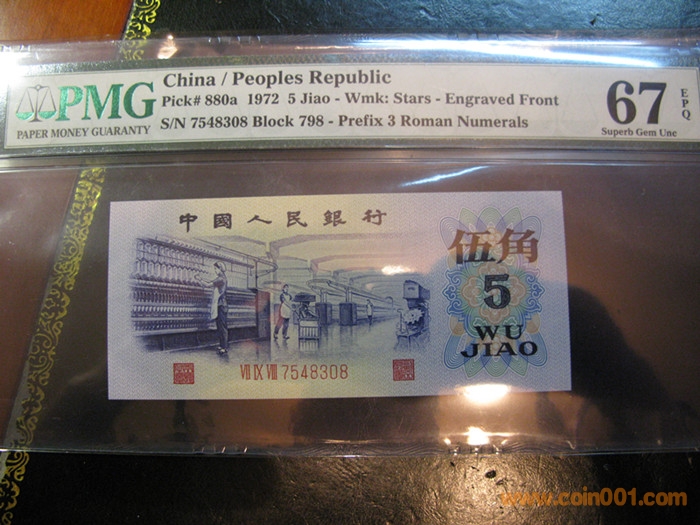 PMG
PAPER MONEY GUARANTY
China / Peoples Republic
Pick# 880a 1972 5 Jiao - Wmk: Stars - Engraved Front
S/N 7548308 Block 798 - Prefix 3 Roman Numerals
67 EPQ
Superb Gem Unc
中國人民銀行
伍角
5
WU
JIAO
VII IX VIII 7548308
www.coin001.com